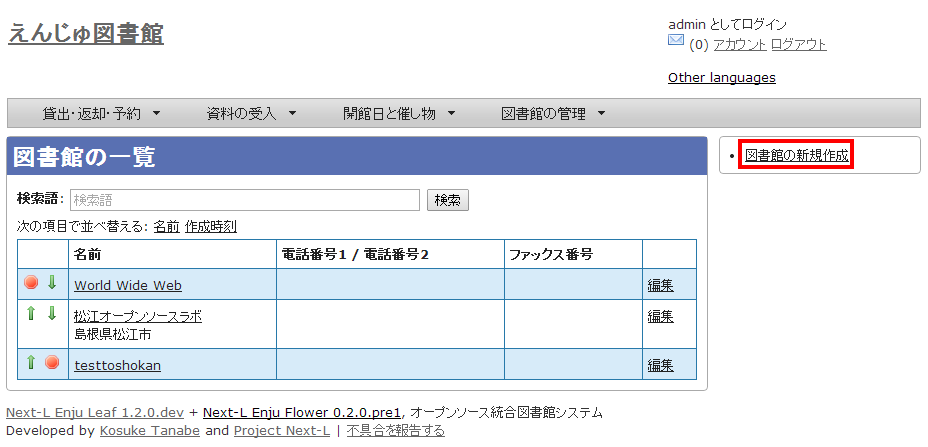 えんじゅ図書館
admin としてログイン
(0) アカウント ログアウト
Other languages
貸出・返却・予約 資料の受入 開館日と催し物 図書館の管理
図書館の一覧
• 図書館の新規作成
検索語: 検索語 検索
次の項目で並べ替える: 名前 作成時刻
名前 電話番号1 / 電話番号2 ファックス番号
World Wide Web 編集
松江オープンソースラボ 編集
島根県松江市
testtoshokan 編集
Next-L Enju Leaf 1.2.0.dev + Next-L Enju Flower 0.2.0.pre1, オープンソース統合図書館システム
Developed by Kosuke Tanabe and Project Next-L | 不具合を報告する